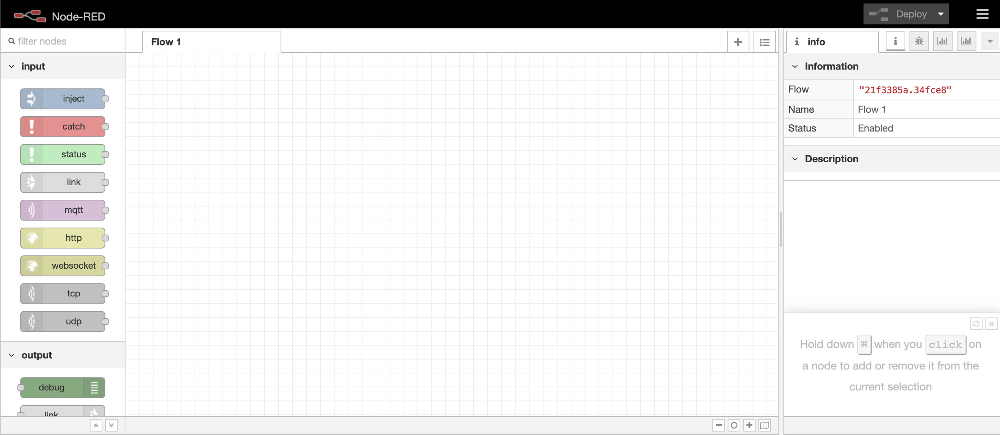 Node-RED
Deploy
filter nodes
Flow 1
info
input
inject
catch
status
link
mqtt
http
websocket
tcp
udp
output
debug
link
Information
Flow "21f3385a.34fce8"
Name Flow 1
Status Enabled
Description
Hold down ⌘ when you click on
a node to add or remove it from the
current selection